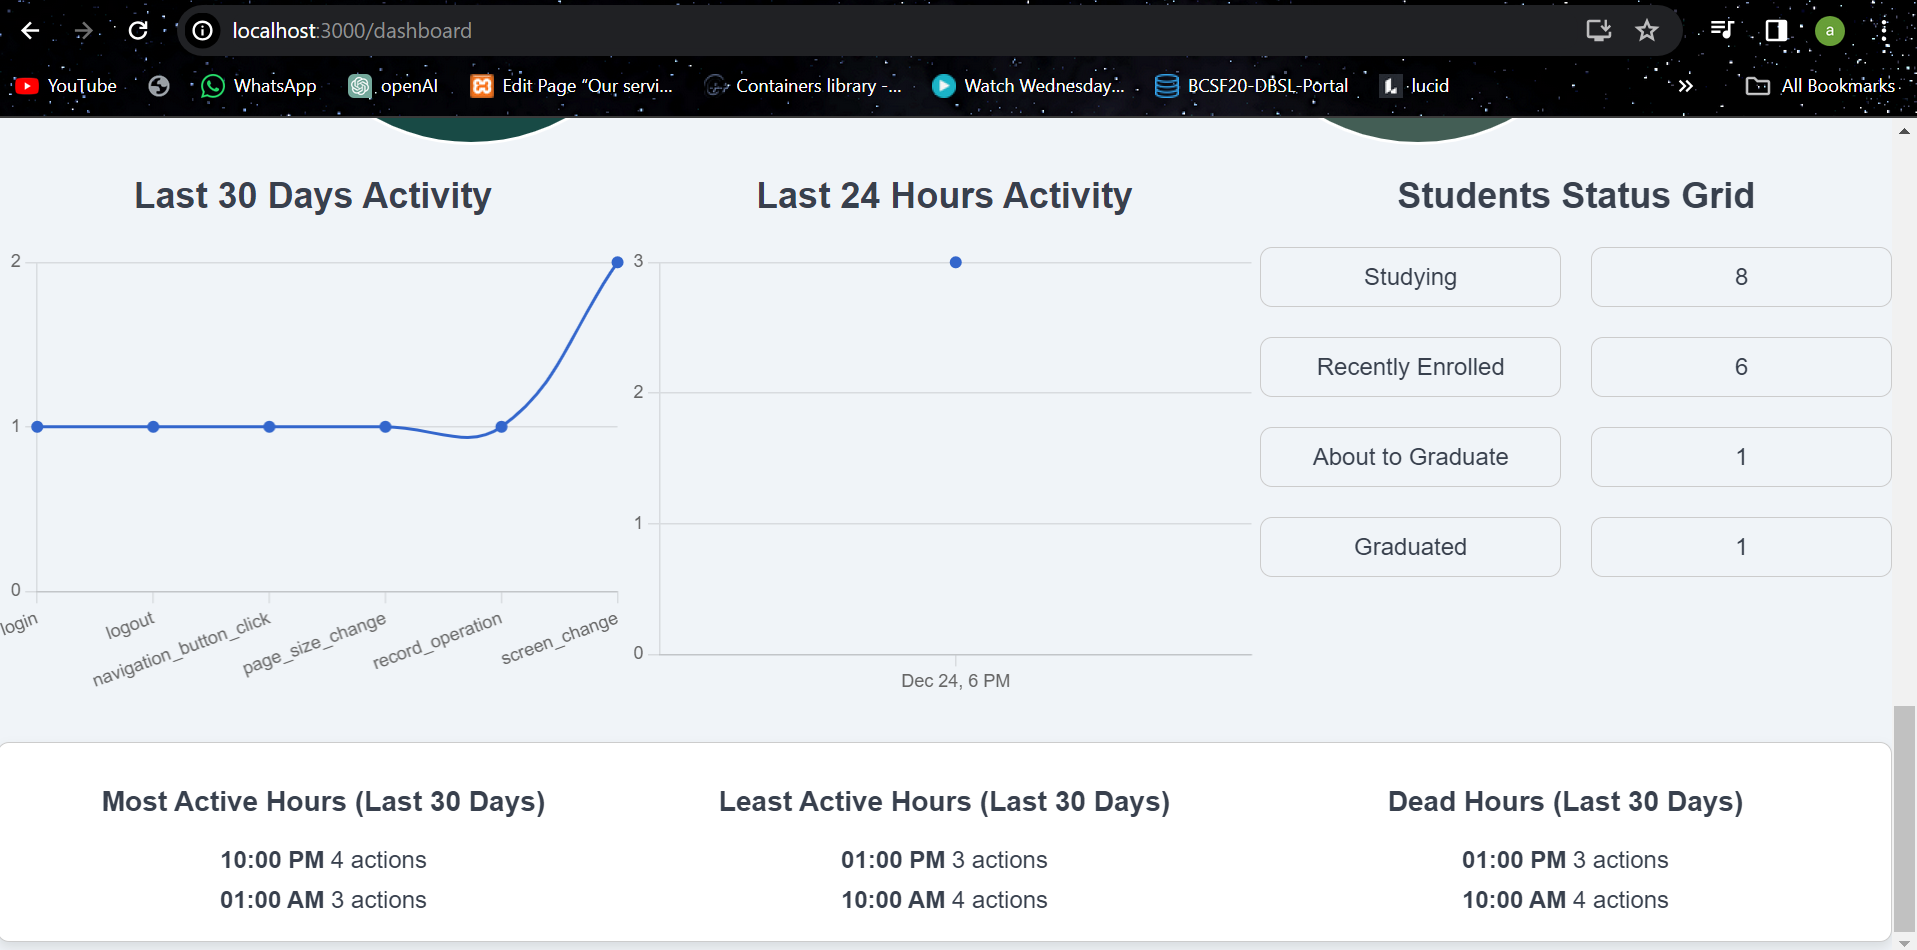 localhost:3000/dashboard
a
YouTube
WhatsApp
openAI
Edit Page “Our servi...
Containers library -...
Watch Wednesday...
BCSF20-DBSL-Portal
lucid
All Bookmarks
Last 30 Days Activity
2
1
0
login
logout
navigation_button_click
page_size_change
record_operation
screen_change
Last 24 Hours Activity
3
2
1
0
Dec 24, 6 PM
Students Status Grid
Studying 8
Recently Enrolled 6
About to Graduate 1
Graduated 1
Most Active Hours (Last 30 Days)
10:00 PM 4 actions
01:00 AM 3 actions
Least Active Hours (Last 30 Days)
01:00 PM 3 actions
10:00 AM 4 actions
Dead Hours (Last 30 Days)
01:00 PM 3 actions
10:00 AM 4 actions